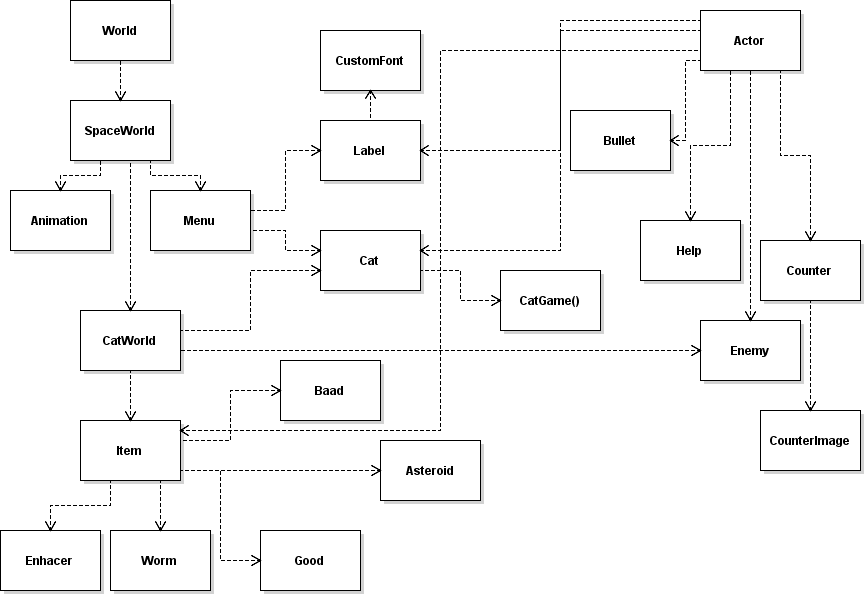 World
Actor
CustomFont
SpaceWorld
Label
Bullet
Animation
Menu
Cat
Help
Counter
CatGame()
CatWorld
Enemy
Baad
Item
Asteroid
CounterImage
Enhacer
Worm
Good